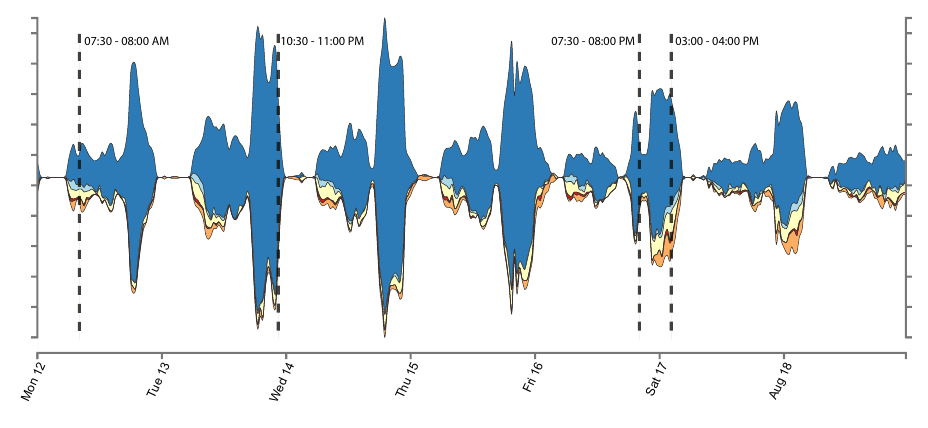 07:30 - 08:00 AM
10:30 - 11:00 PM
07:30 - 08:00 PM
03:00 - 04:00 PM
Mon 12
Tue 13
Wed 14
Thu 15
Fri 16
Sat 17
Aug 18